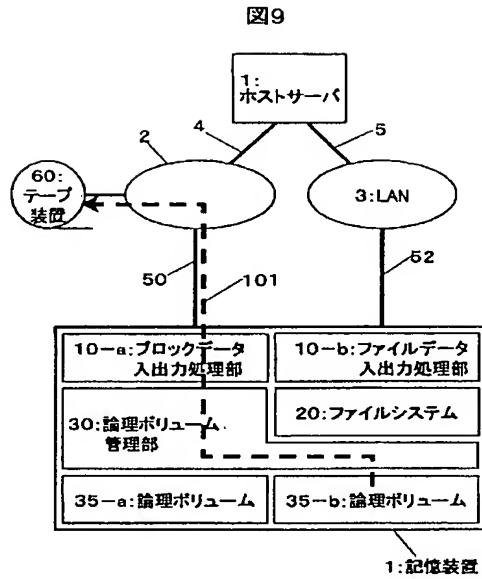 図9
1:
ホストサーバ
4
5
2
60:
テープ
装置
3:LAN
50
101
52
10-a:ブロックデータ
入出力処理部
10-b:ファイルデータ
入出力処理部
30:論理ボリューム
管理部
20:ファイルシステム
35-a:論理ボリューム
35-b:論理ボリューム
1:記憶装置